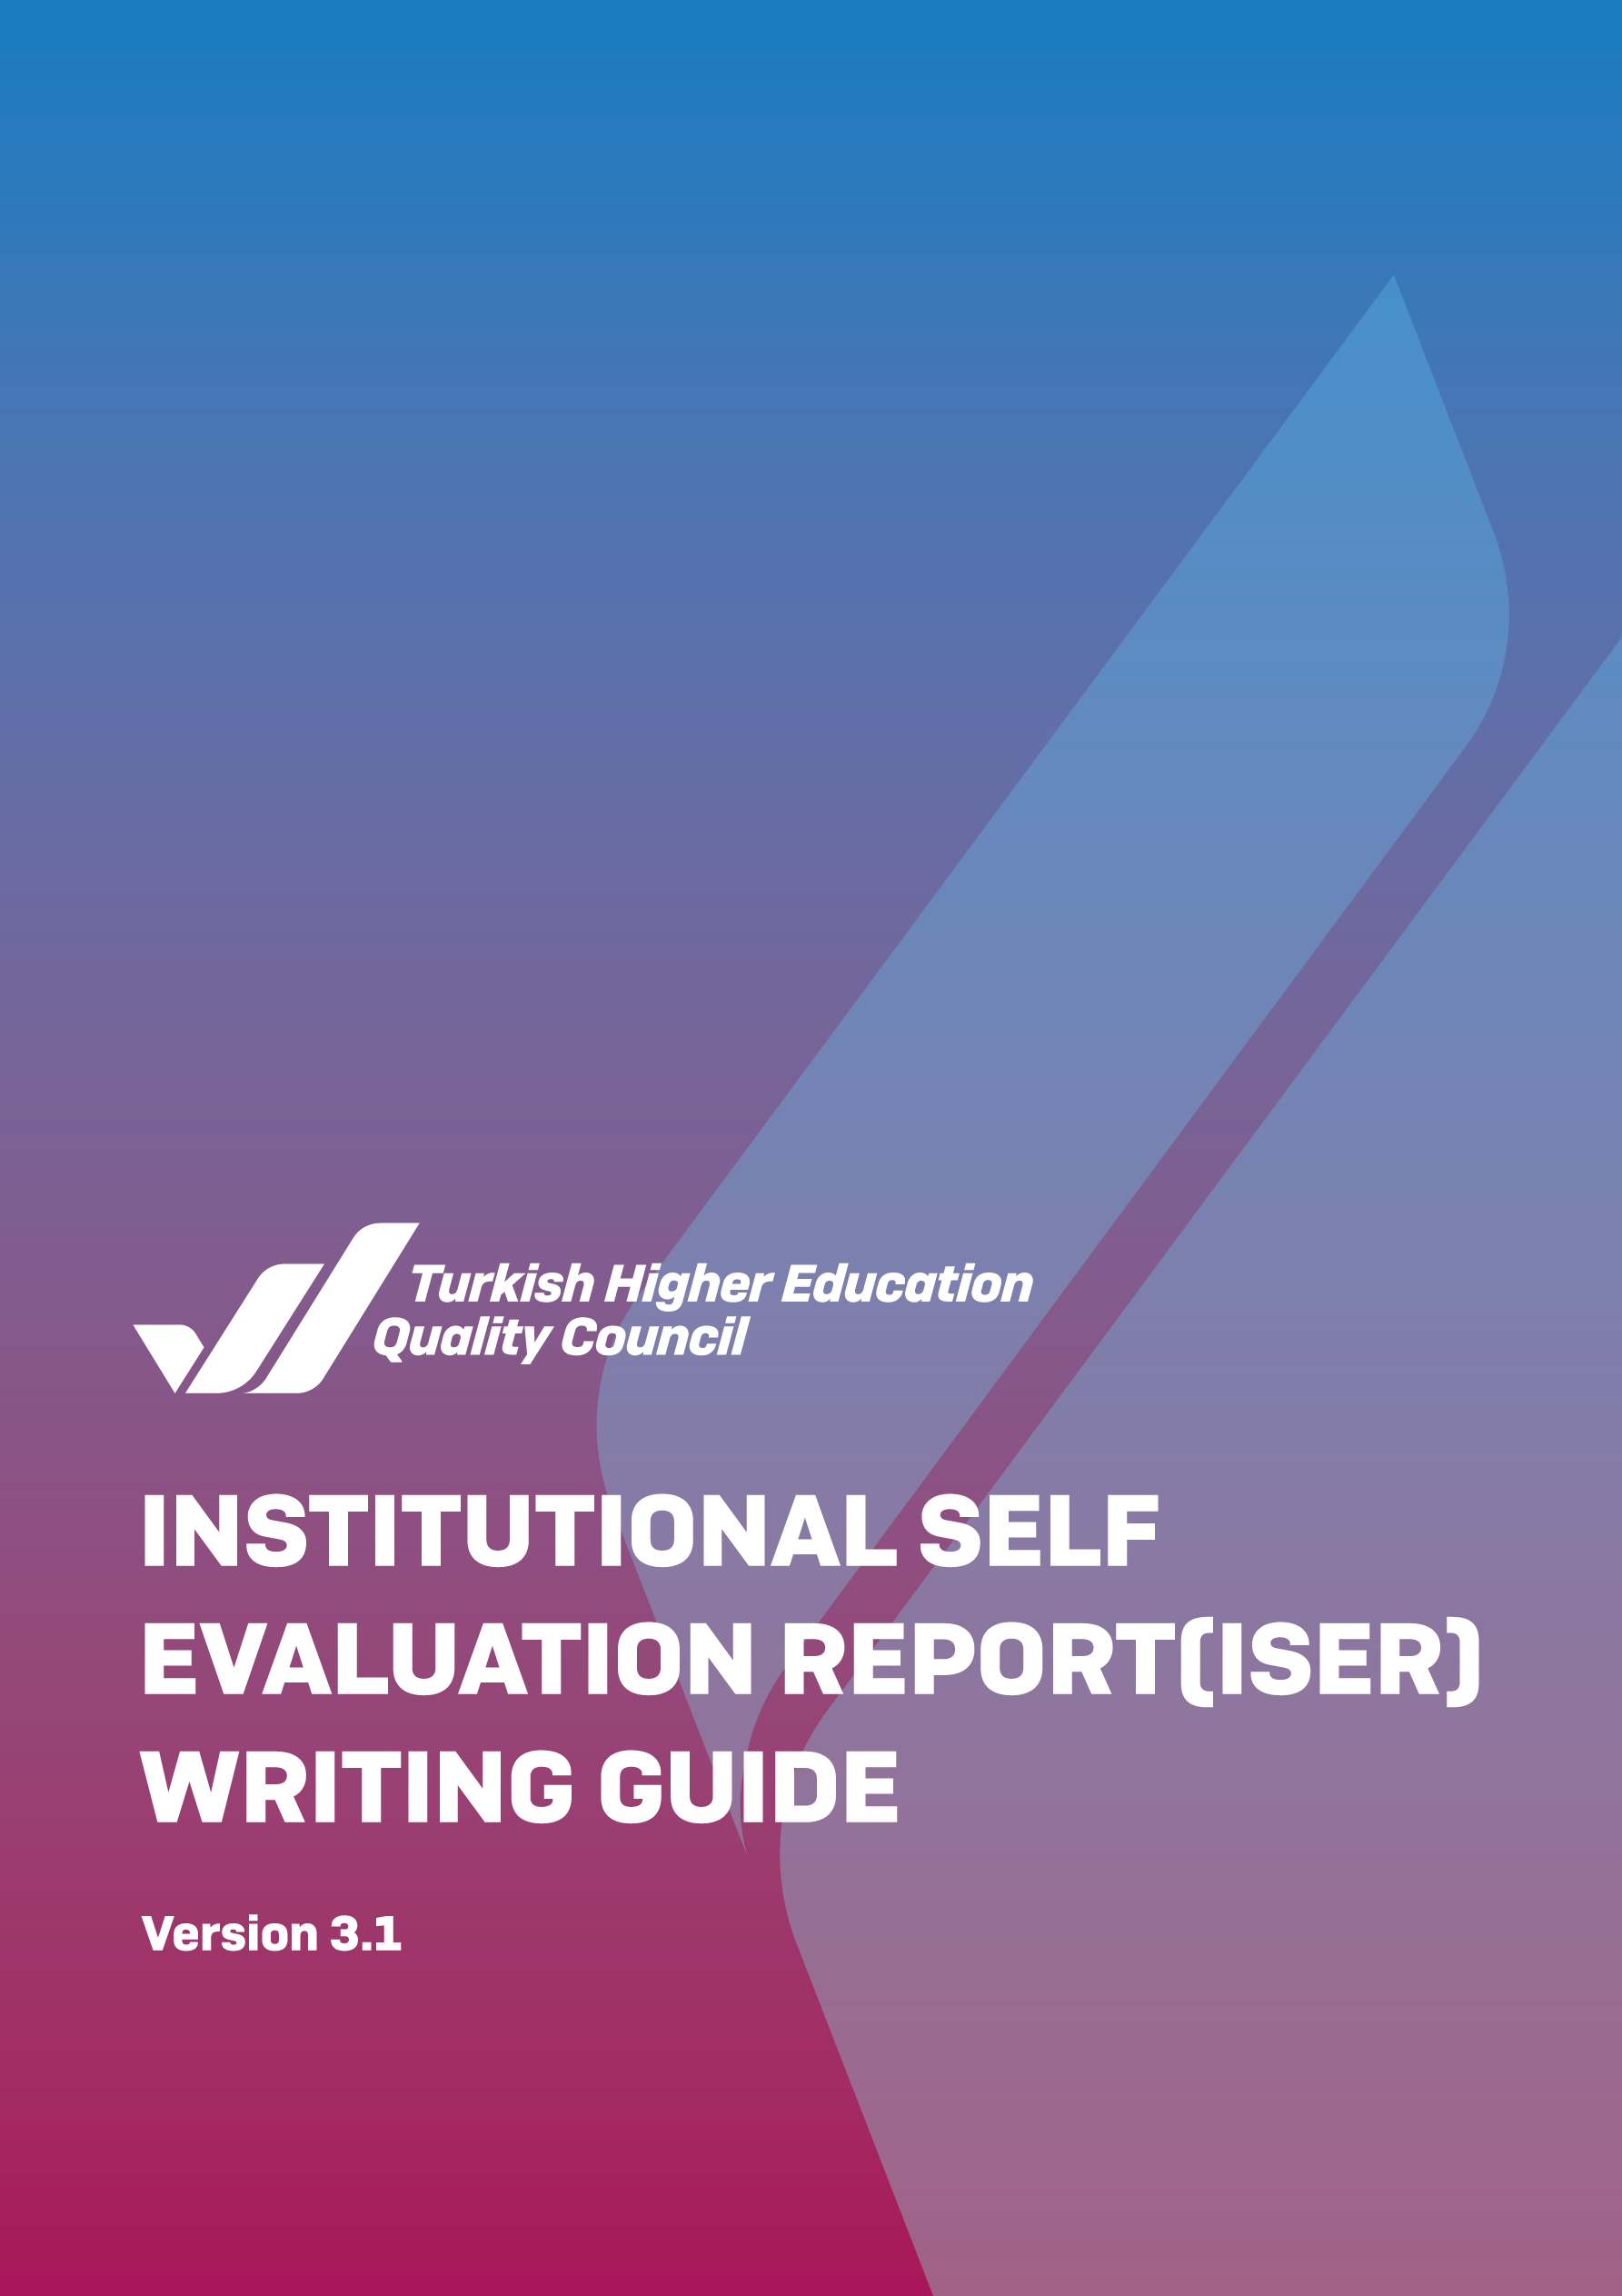 Turkish Higher Education
Quality Council
INSTITUTIONAL SELF
EVALUATION REPORT(ISER)
WRITING GUIDE
Version 3.1